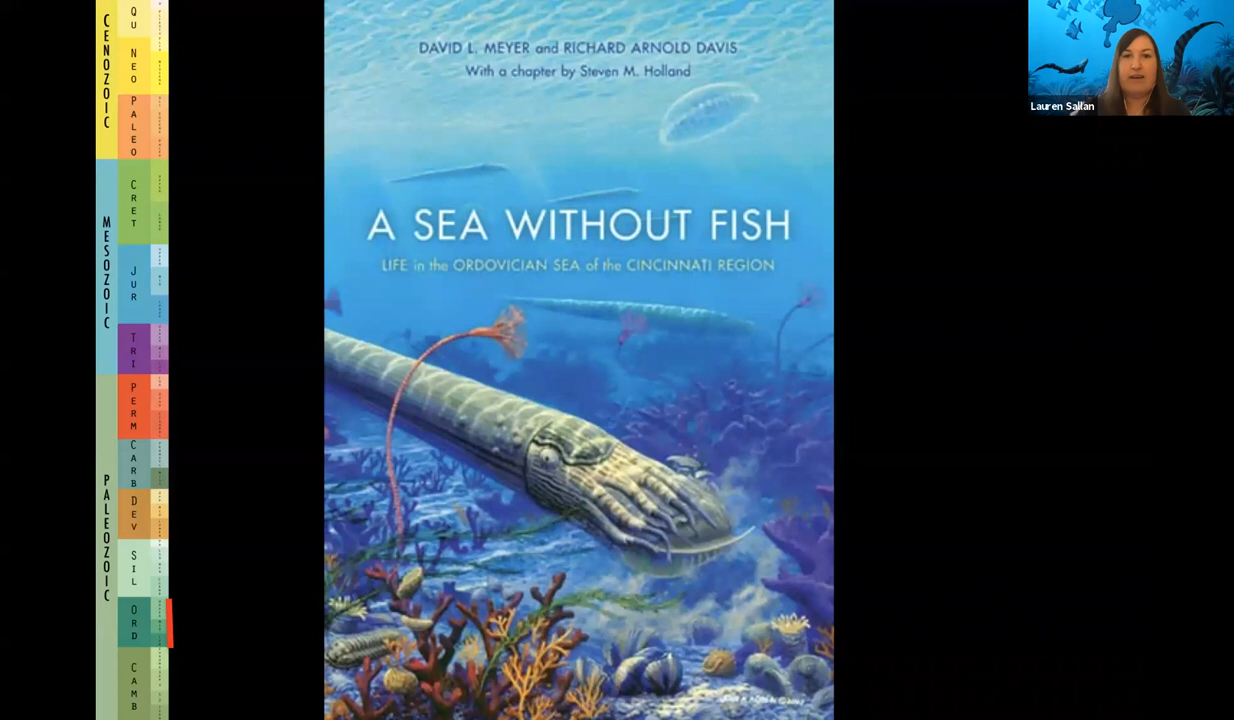 CENOZOIC
QU
NEO
PALEO
MESOZOIC
CRET
JUR
TRI
PALEOZOIC
PERM
CARB
DEV
SIL
ORD
CAMB
DAVID L. MEYER and RICHARD ARNOLD DAVIS
With a chapter by Steven M. Holland
A SEA WITHOUT FISH
LIFE in the ORDOVICIAN SEA of the CINCINNATI REGION
Lauren Sallan